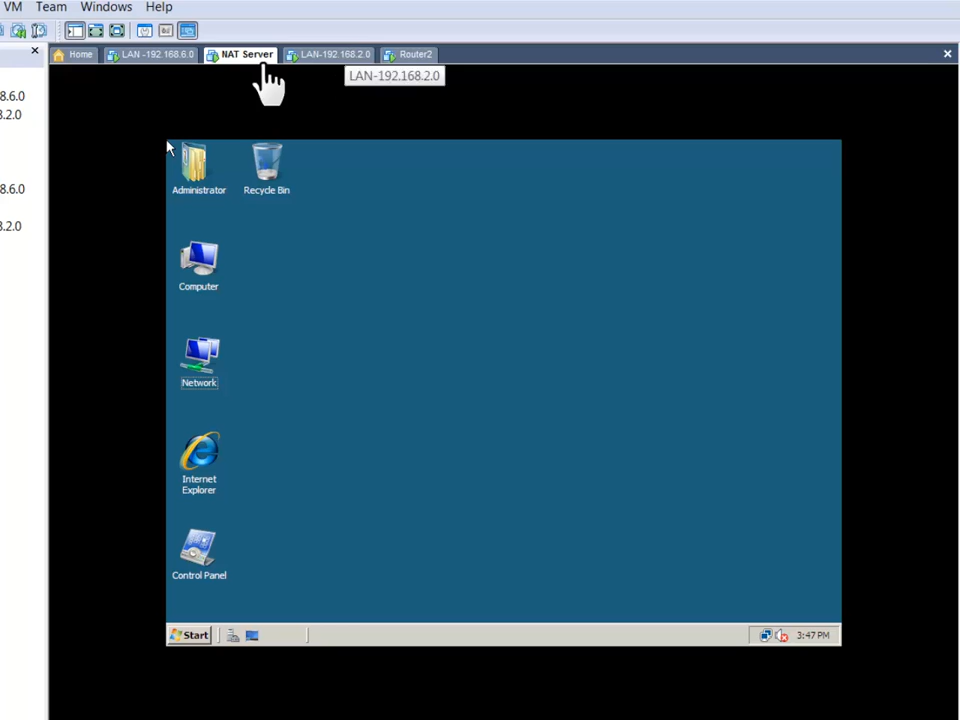 VM Team Windows Help
Home LAN -192.168.6.0 NAT Server LAN-192.168.2.0 Router2
LAN-192.168.2.0
8.6.0
8.2.0
8.6.0
8.2.0
Administrator Recycle Bin
Computer
Network
Internet
Explorer
Control Panel
Start 3:47 PM